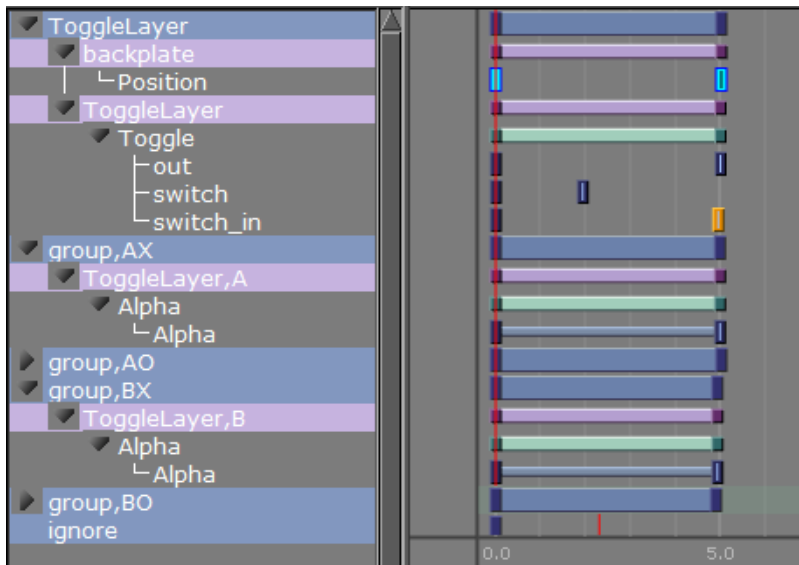 ToggleLayer
backplate
Position
ToggleLayer
Toggle
out
switch
switch_in
group,AX
ToggleLayer,A
Alpha
Alpha
group,AO
group,BX
ToggleLayer,B
Alpha
Alpha
group,BO
ignore
0.0 5.0